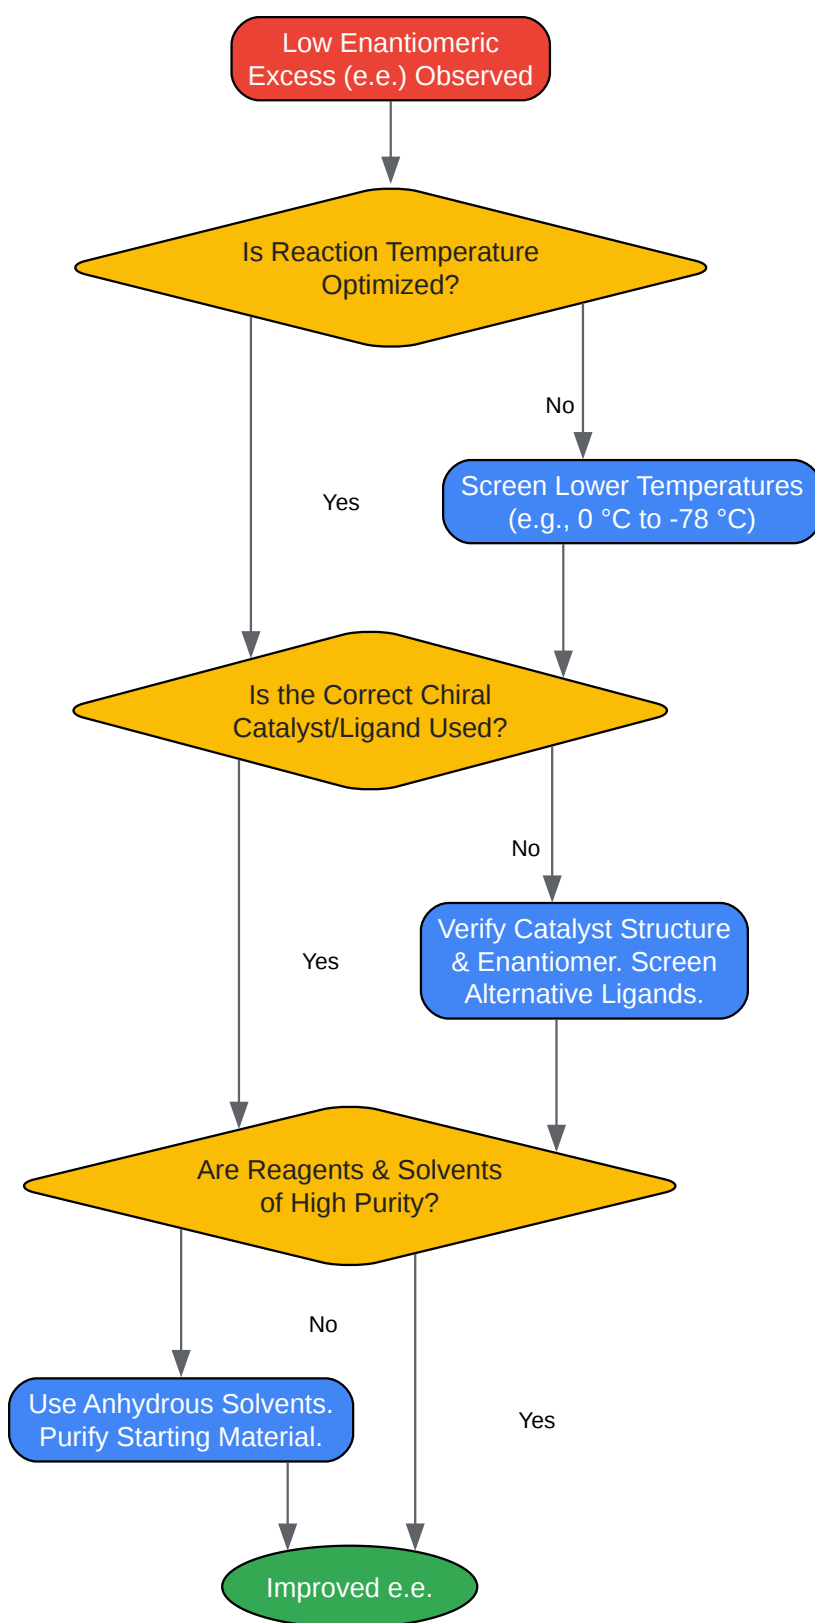 Low Enantiomeric
Excess (e.e.) Observed
Is Reaction Temperature
Optimized?
No
Yes
Screen Lower Temperatures
(e.g., 0 °C to -78 °C)
Is the Correct Chiral
Catalyst/Ligand Used?
No
Yes
Verify Catalyst Structure
& Enantiomer. Screen
Alternative Ligands.
Are Reagents & Solvents
of High Purity?
No
Yes
Use Anhydrous Solvents.
Purify Starting Material.
Improved e.e.